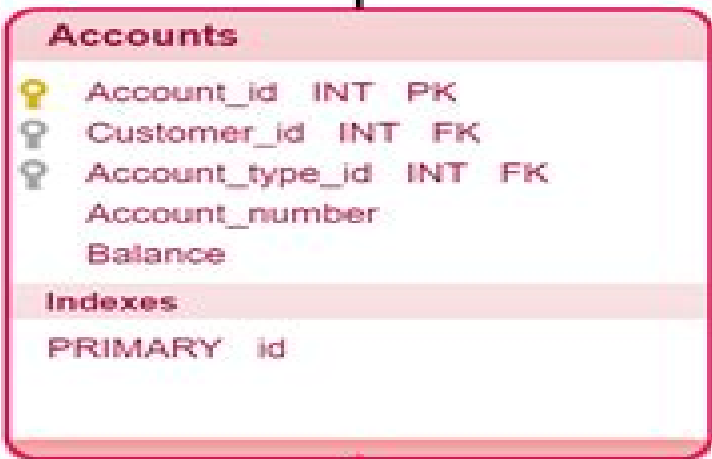 Accounts
Account_id INT PK
Customer_id INT FK
Account_type_id INT FK
Account_number
Balance
Indexes
PRIMARY id